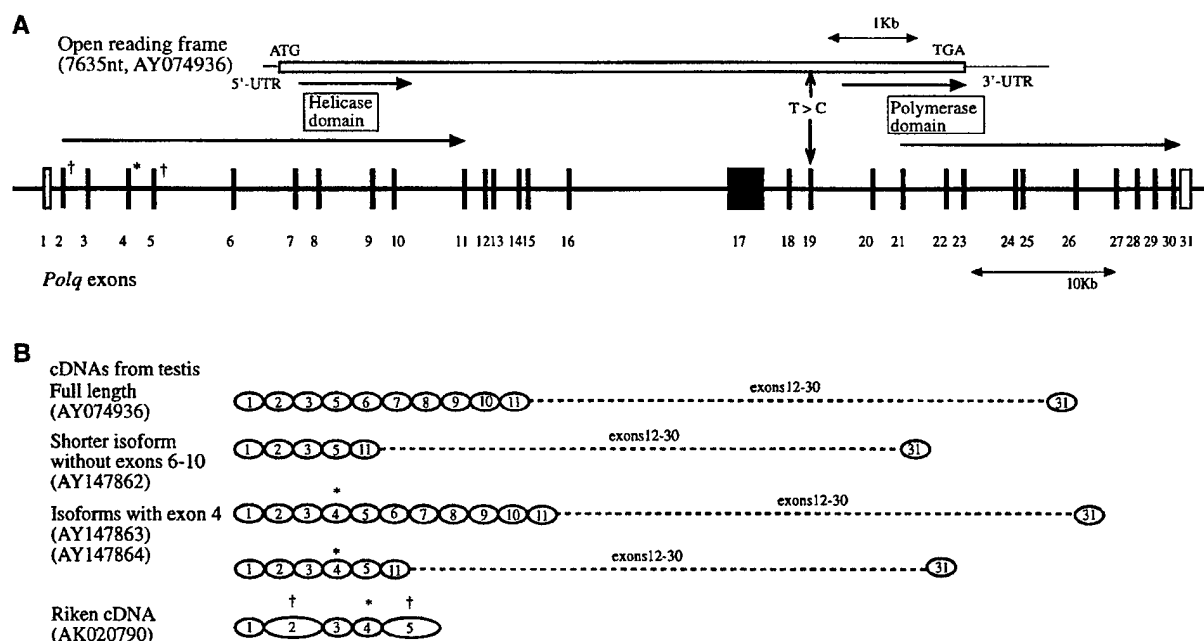 A
Open reading frame
(7635nt, AY074936)
ATG
1Kb
TGA
5'-UTR
3'-UTR
Helicase
domain
T > C
Polymerase
domain
†
*
†
1 2 3 4 5 6 7 8 9 10 11 12 13 14 15 16 17 18 19 20 21 22 23 24 25 26 27 28 29 30 31
Polq exons
10Kb
B
cDNAs from testis
Full length
(AY074936)
1 2 3 5 6 7 8 9 10 11 exons12-30 31
Shorter isoform
without exons 6-10
(AY147862)
1 2 3 5 11 exons12-30 31
Isoforms with exon 4
(AY147863)
(AY147864)
*
1 2 3 4 5 6 7 8 9 10 11 exons12-30 31
*
1 2 3 4 5 11 exons12-30 31
Riken cDNA
(AK020790)
† * †
1 2 3 4 5